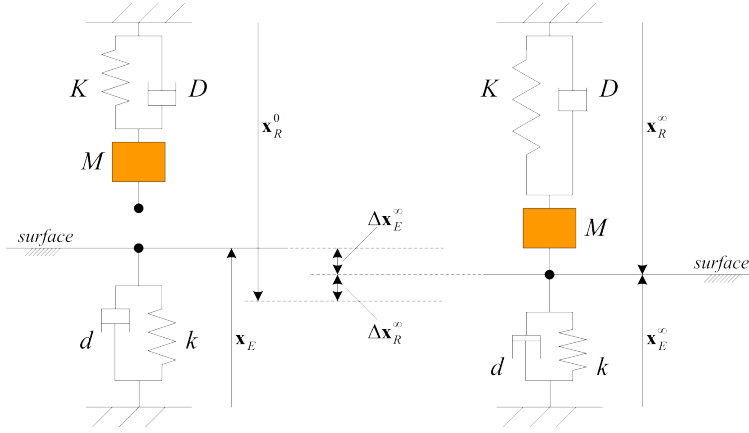 K
D
M
x_R^0
surface
Δx_E^∞
Δx_R^∞
d
k
x_E
K
D
x_R^∞
M
surface
x_E^∞
d
k